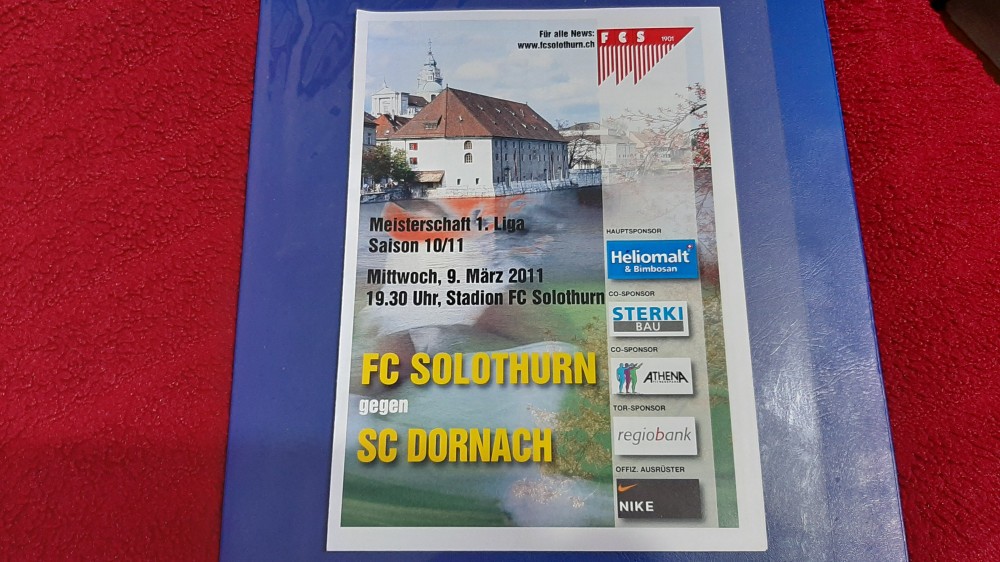 Für alle News:
www.fcsolothurn.ch
FCS 1901
Meisterschaft 1. Liga
Saison 10/11
Mittwoch, 9. März 2011
19.30 Uhr, Stadion FC Solothurn
FC SOLOTHURN
gegen
SC DORNACH
HAUPTSPONSOR
Heliomalt
& Bimbosan
CO-SPONSOR
STERKI
BAU
CO-SPONSOR
ATHENA
TOR-SPONSOR
regiobank
OFFIZ. AUSRÜSTER
NIKE